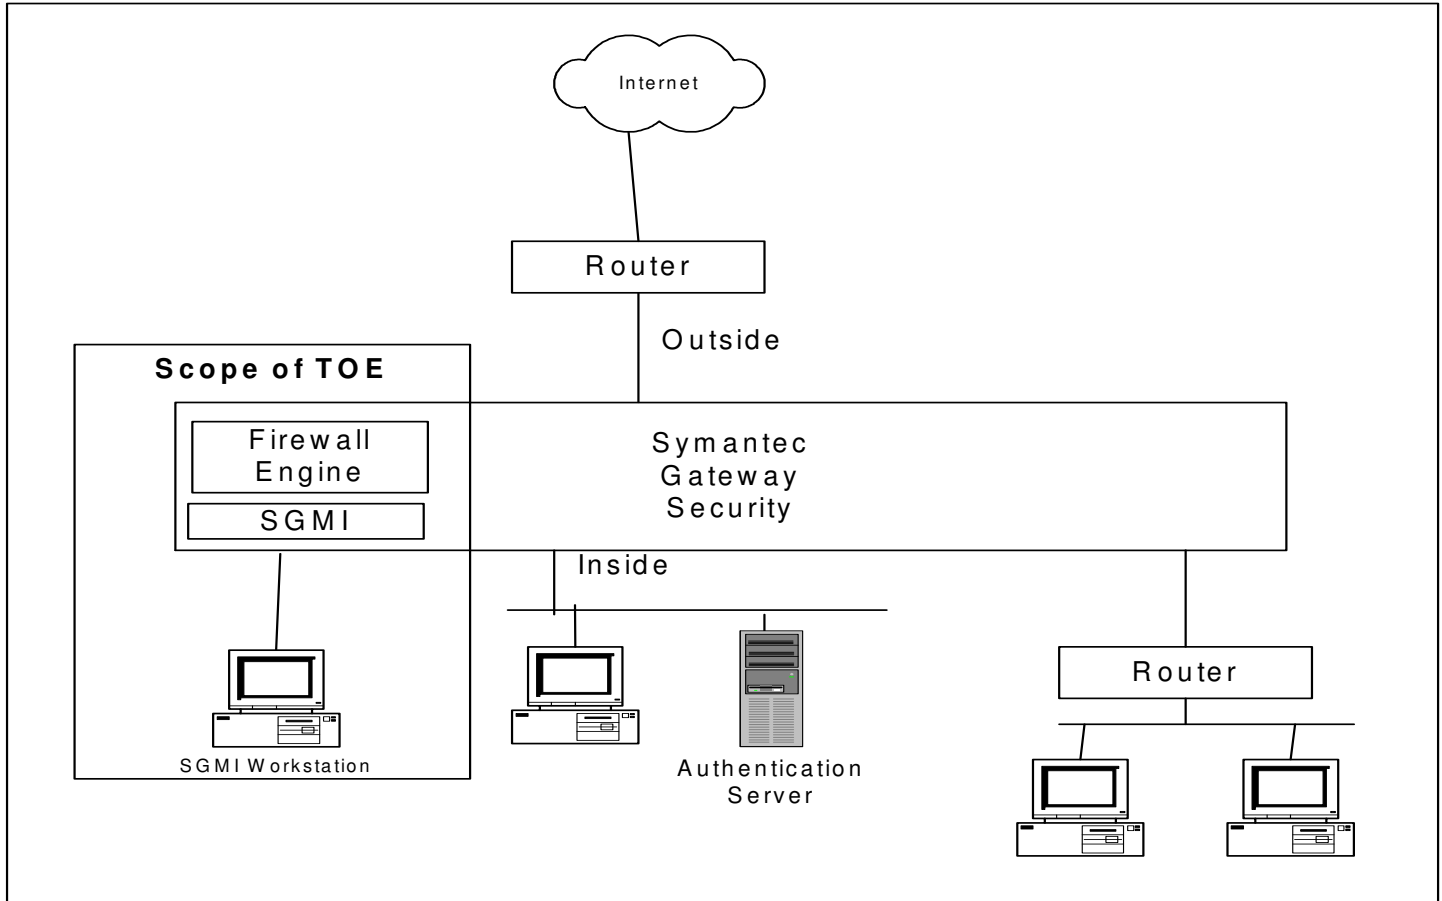 Internet
Router
Outside
Scope of TOE
Firewall
Engine
SGMI
Symantec
Gateway
Security
Inside
SGMI Workstation
Authentication
Server
Router